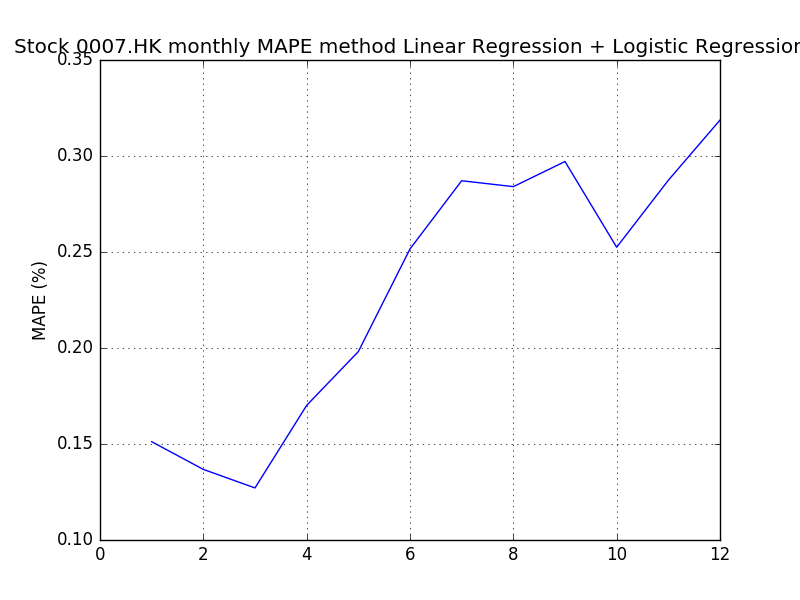 Stock 0007.HK monthly MAPE method Linear Regression + Logistic Regression
0.35
0.30
0.25
0.20
0.15
0.10
MAPE (%)
0 2 4 6 8 10 12